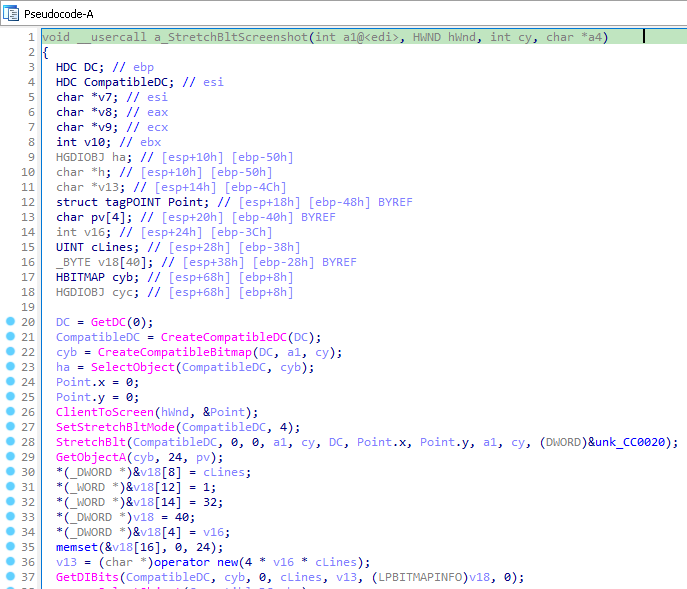 Pseudocode-A
1 void __usercall a_StretchBltScreenshot(int a1@<edi>, HWND hWnd, int cy, char *a4)
2 {
3 HDC DC; // ebp
4 HDC CompatibleDC; // esi
5 char *v7; // esi
6 char *v8; // eax
7 char *v9; // ecx
8 int v10; // ebx
9 HGDIOBJ ha; // [esp+10h] [ebp-50h]
10 char *h; // [esp+10h] [ebp-50h]
11 char *v13; // [esp+14h] [ebp-4Ch]
12 struct tagPOINT Point; // [esp+18h] [ebp-48h] BYREF
13 char pv[4]; // [esp+20h] [ebp-40h] BYREF
14 int v16; // [esp+24h] [ebp-3Ch]
15 UINT cLines; // [esp+28h] [ebp-38h]
16 _BYTE v18[40]; // [esp+38h] [ebp-28h] BYREF
17 HBITMAP cyb; // [esp+68h] [ebp+8h]
18 HGDIOBJ cyc; // [esp+68h] [ebp+8h]
19
20 DC = GetDC(0);
21 CompatibleDC = CreateCompatibleDC(DC);
22 cyb = CreateCompatibleBitmap(DC, a1, cy);
23 ha = SelectObject(CompatibleDC, cyb);
24 Point.x = 0;
25 Point.y = 0;
26 ClientToScreen(hWnd, &Point);
27 SetStretchBltMode(CompatibleDC, 4);
28 StretchBlt(CompatibleDC, 0, 0, a1, cy, DC, Point.x, Point.y, a1, cy, (DWORD)&unk_CC0020);
29 GetObjectA(cyb, 24, pv);
30 *(_DWORD *)&v18[8] = cLines;
31 *(_WORD *)&v18[12] = 1;
32 *(_WORD *)&v18[14] = 32;
33 *(_DWORD *)v18 = 40;
34 *(_DWORD *)&v18[4] = v16;
35 memset(&v18[16], 0, 24);
36 v13 = (char *)operator new(4 * v16 * cLines);
37 GetDIBits(CompatibleDC, cyb, 0, cLines, v13, (LPBITMAPINFO)v18, 0);